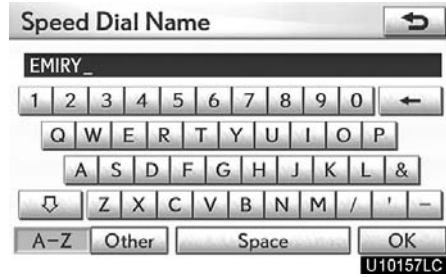 Speed Dial Name
EMIRY_
1 2 3 4 5 6 7 8 9 0 ←
Q W E R T Y U I O P
A S D F G H J K L &
⇩ Z X C V B N M / ' –
A–Z Other Space OK
U10157LC